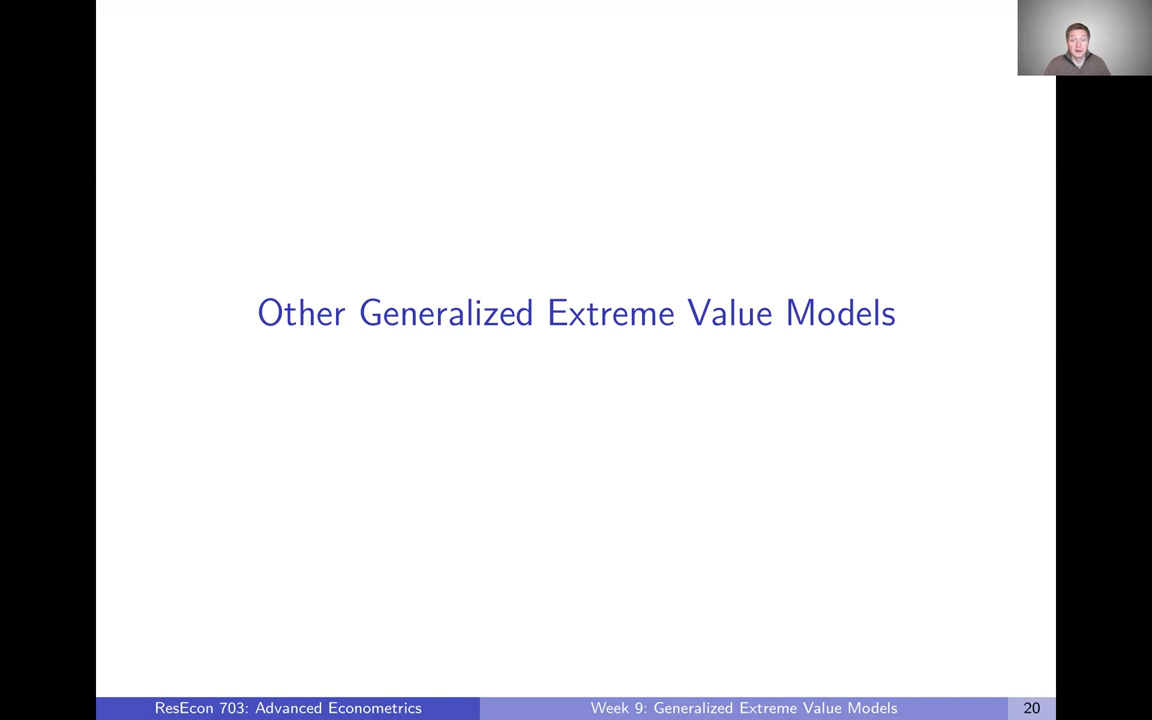 Other Generalized Extreme Value Models
ResEcon 703: Advanced Econometrics
Week 9: Generalized Extreme Value Models
20